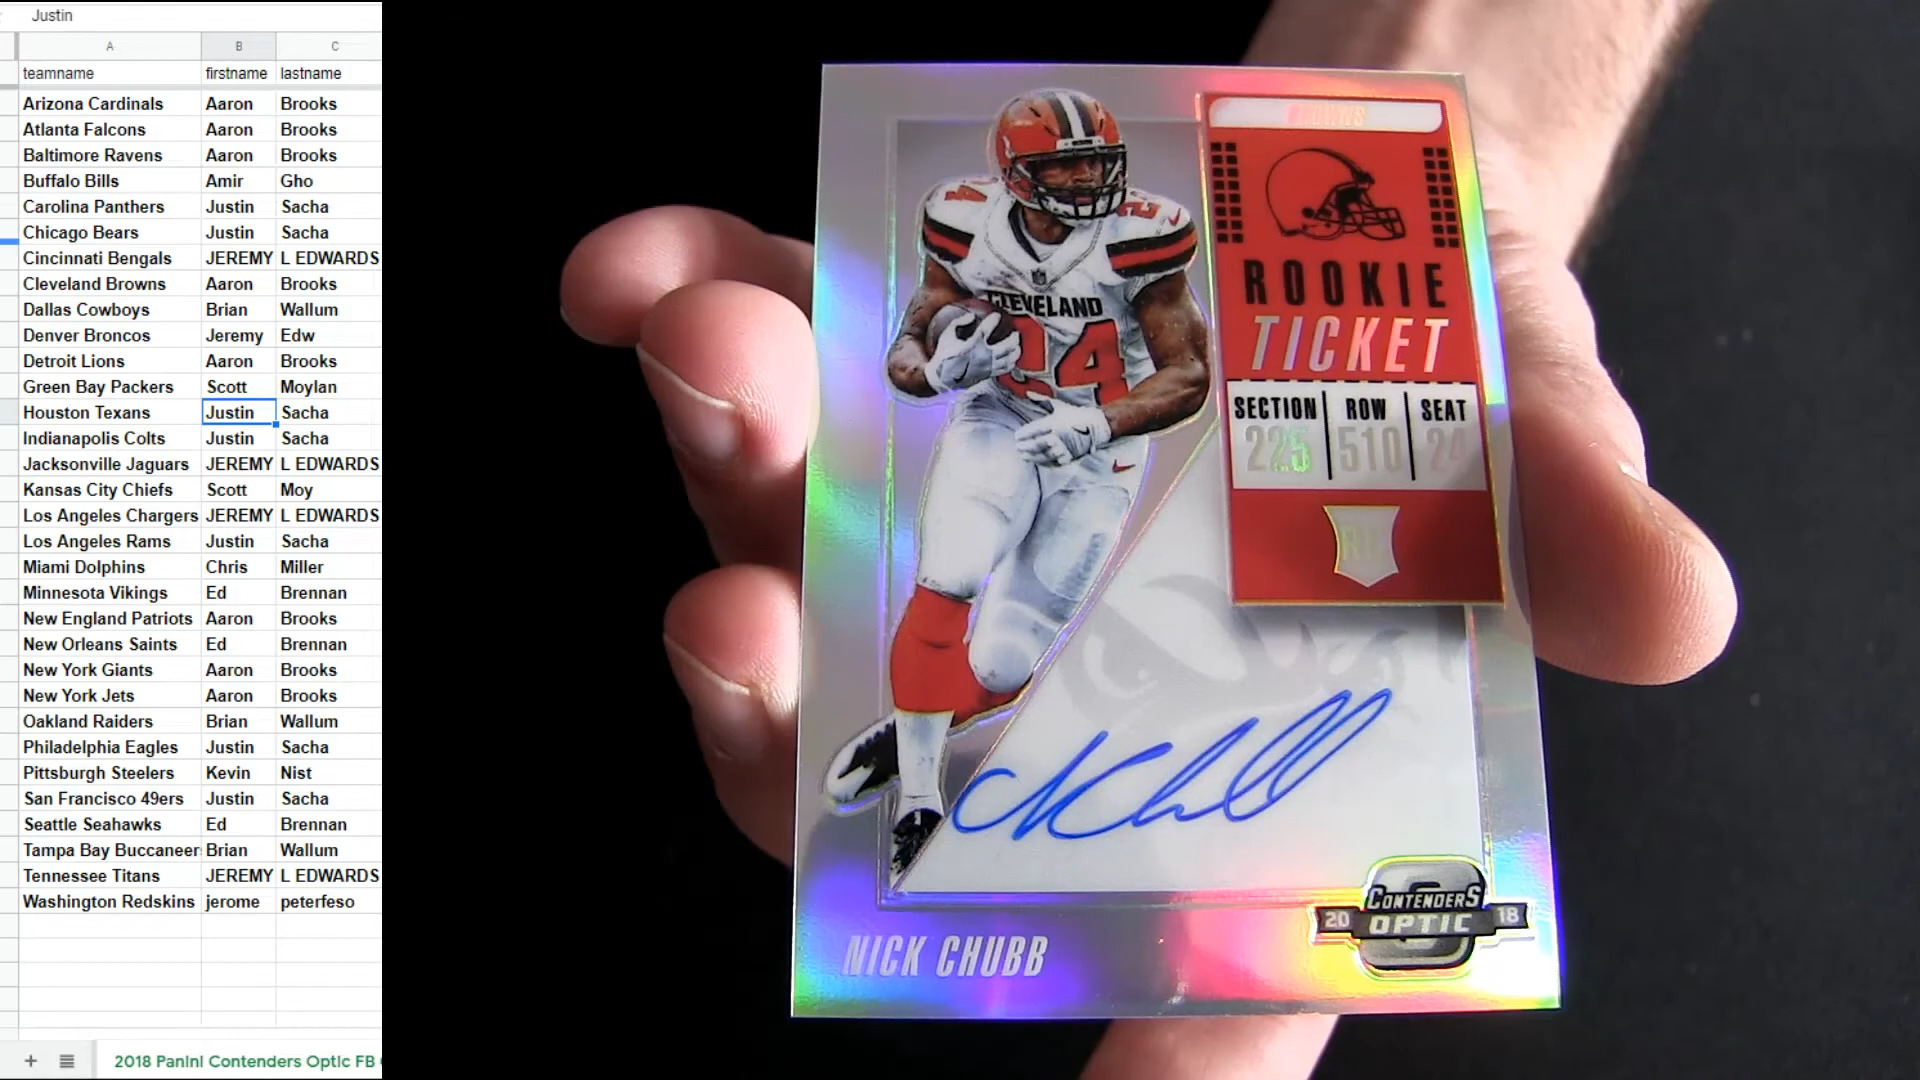 Justin
A B C
teamname firstname lastname
Arizona Cardinals Aaron Brooks
Atlanta Falcons Aaron Brooks
Baltimore Ravens Aaron Brooks
Buffalo Bills Amir Gho
Carolina Panthers Justin Sacha
Chicago Bears Justin Sacha
Cincinnati Bengals JEREMY L EDWARDS
Cleveland Browns Aaron Brooks
Dallas Cowboys Brian Wallum
Denver Broncos Jeremy Edw
Detroit Lions Aaron Brooks
Green Bay Packers Scott Moylan
Houston Texans Justin Sacha
Indianapolis Colts Justin Sacha
Jacksonville Jaguars JEREMY L EDWARDS
Kansas City Chiefs Scott Moy
Los Angeles Chargers JEREMY L EDWARDS
Los Angeles Rams Justin Sacha
Miami Dolphins Chris Miller
Minnesota Vikings Ed Brennan
New England Patriots Aaron Brooks
New Orleans Saints Ed Brennan
New York Giants Aaron Brooks
New York Jets Aaron Brooks
Oakland Raiders Brian Wallum
Philadelphia Eagles Justin Sacha
Pittsburgh Steelers Kevin Nist
San Francisco 49ers Justin Sacha
Seattle Seahawks Ed Brennan
Tampa Bay Buccaneer Brian Wallum
Tennessee Titans JEREMY L EDWARDS
Washington Redskins jerome peterfeso
2018 Panini Contenders Optic FB
BROWNS
ROOKIE
TICKET
SECTION ROW SEAT
225 510 24
RC
24
CLEVELAND
24
NICK CHUBB
CONTENDERS
20 OPTIC 18